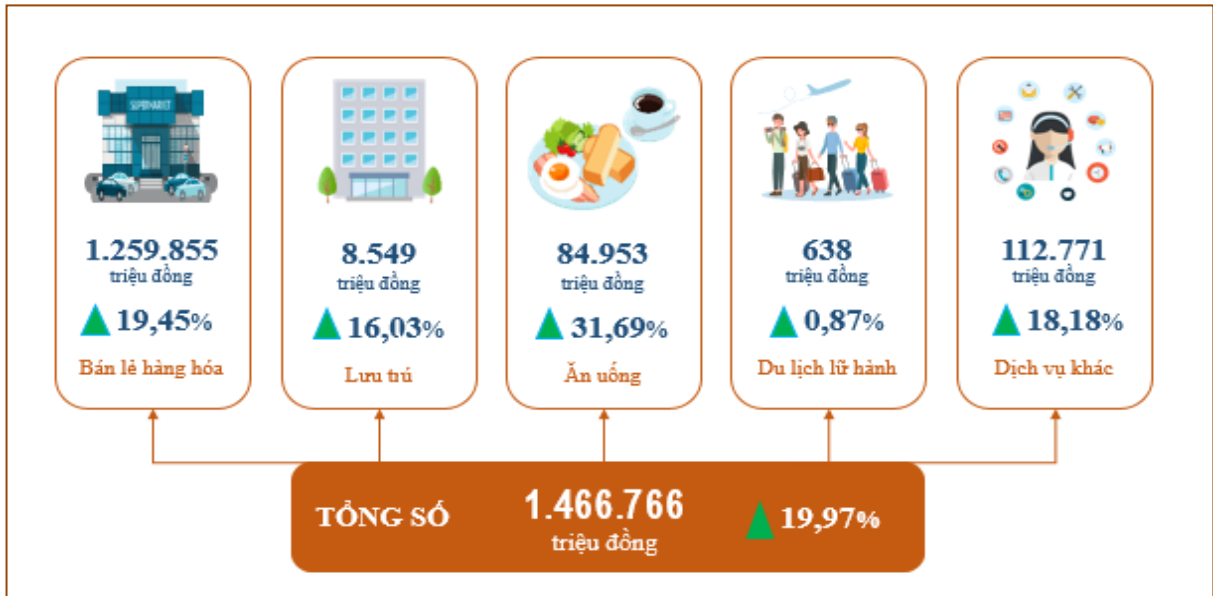 SUPERMARKT
1.259.855
triệu đồng
19,45%
Bán lẻ hàng hóa
8.549
triệu đồng
16,03%
Lưu trú
84.953
triệu đồng
31,69%
Ăn uống
638
triệu đồng
0,87%
Du lịch lữ hành
112.771
triệu đồng
18,18%
Dịch vụ khác
TỔNG SỐ
1.466.766
triệu đồng
19,97%